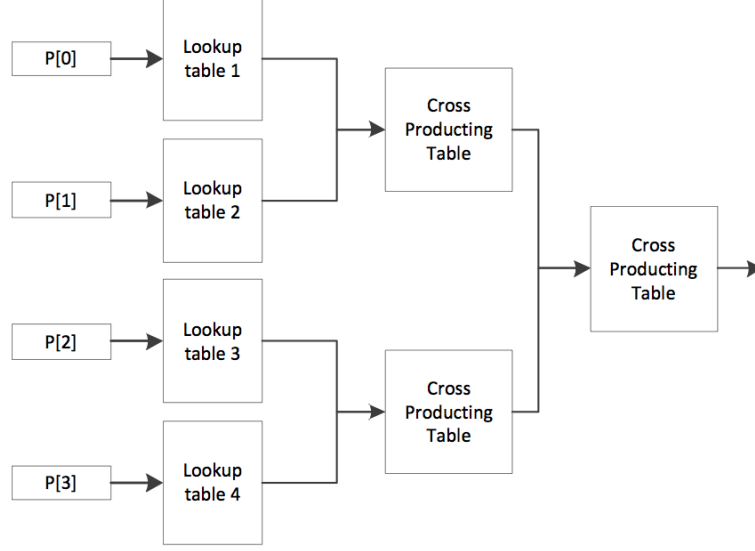 P[0]
Lookup
table 1
P[1]
Lookup
table 2
Cross
Producting
Table
P[2]
Lookup
table 3
P[3]
Lookup
table 4
Cross
Producting
Table
Cross
Producting
Table